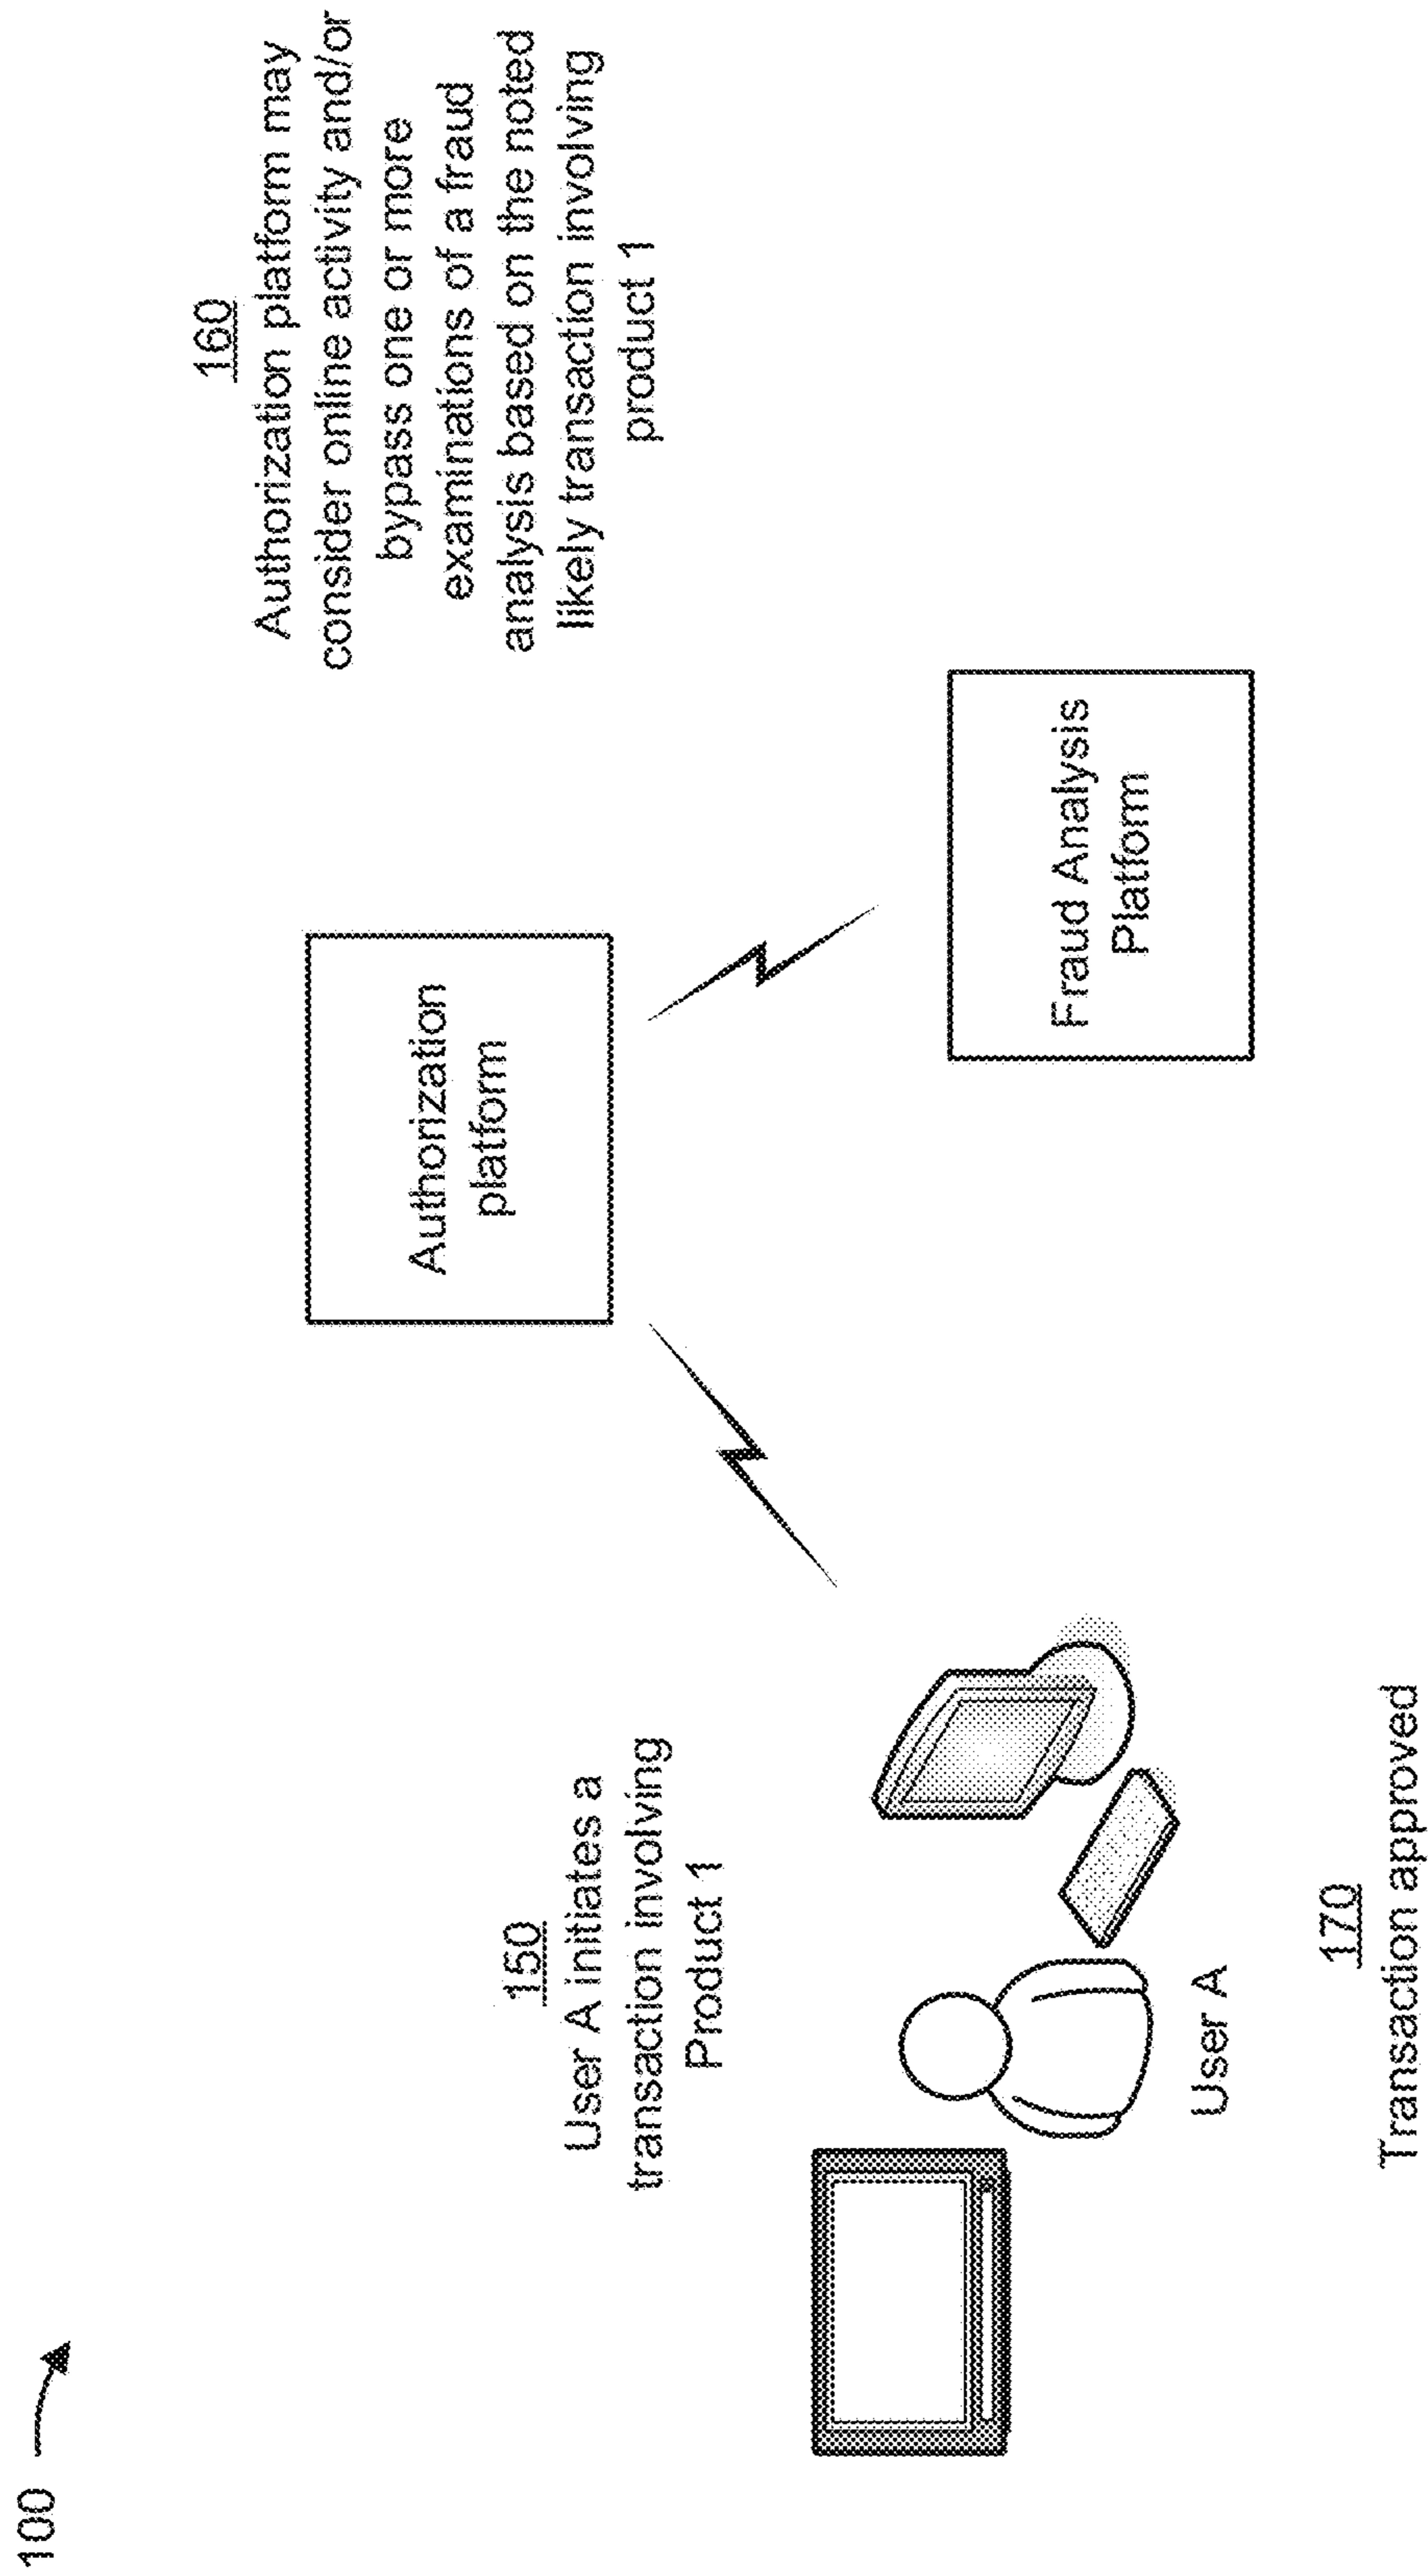 100
150
User A initiates a
transaction involving
Product 1
User A
170
Transaction approved
Authorization
platform
Fraud Analysis
Platform
160
Authorization platform may
consider online activity and/or
bypass one or more
examinations of a fraud
analysis based on the noted
likely transaction involving
product 1